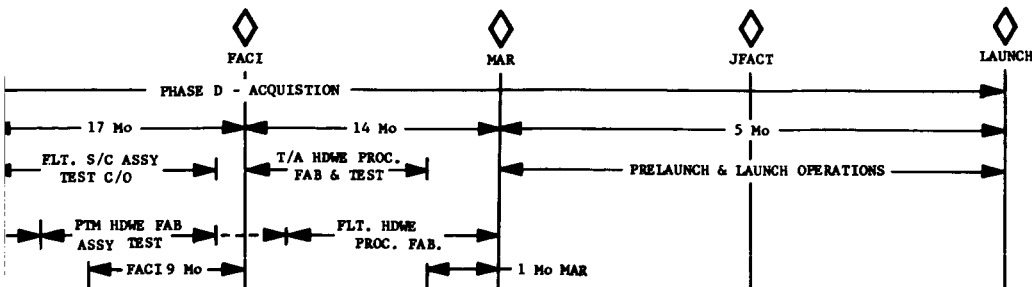 FACI
MAR
JFACT
LAUNCH
PHASE D - ACQUISTION
17 Mo
14 Mo
5 Mo
FLT. S/C ASSY
TEST C/O
T/A HDWE PROC.
FAB & TEST
PRELAUNCH & LAUNCH OPERATIONS
PTM HDWE FAB
ASSY TEST
FLT. HDWE
PROC. FAB.
FACI 9 Mo
1 Mo MAR